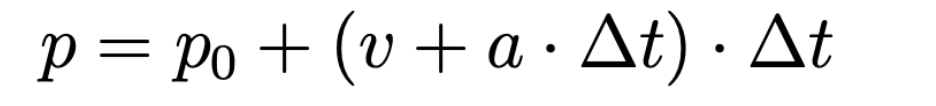 p = p₀ + (v + a · Δt) · Δt